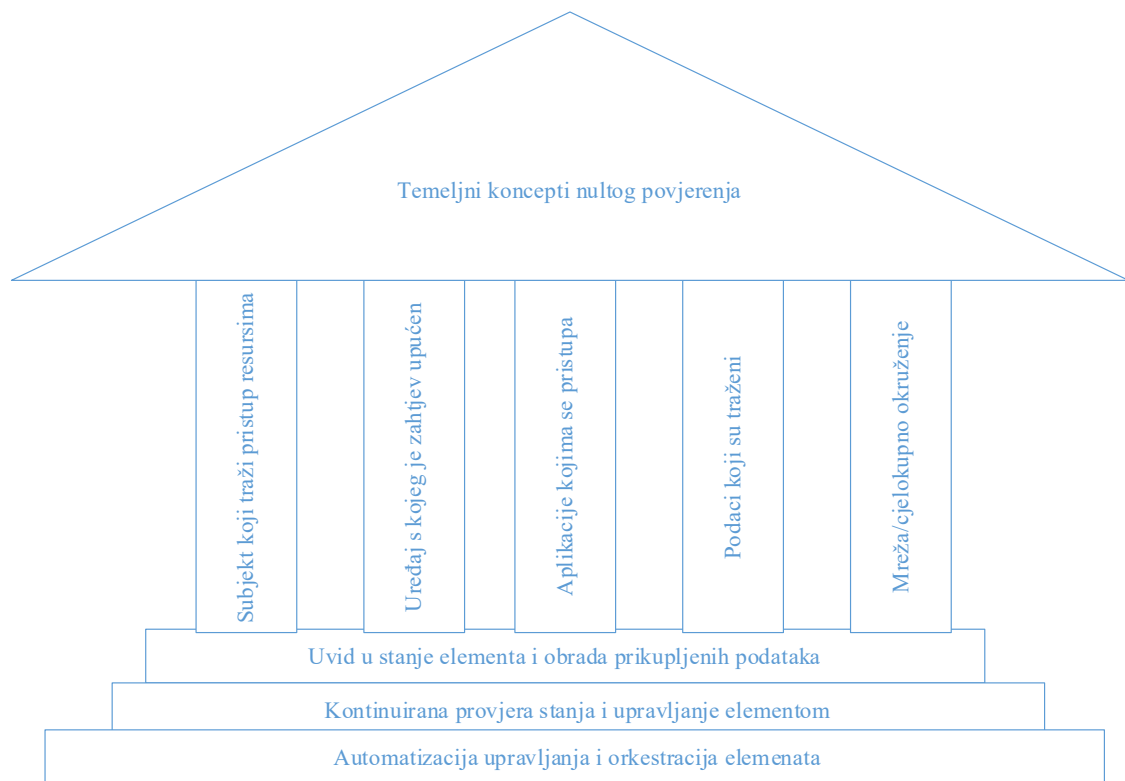 Temeljni koncepti nultog povjerenja
Subjekt koji traži pristup resursima
Uređaj s kojeg je zahtjev upućen
Aplikacije kojima se pristupa
Podaci koji su traženi
Mreža/cjelokupno okruženje
Uvid u stanje elementa i obrada prikupljenih podataka
Kontinuirana provjera stanja i upravljanje elementom
Automatizacija upravljanja i orkestracija elemenata